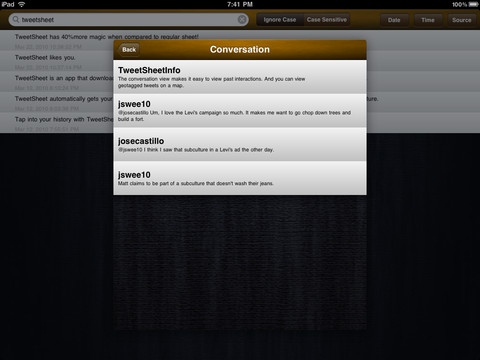 iPad 7:41 PM 100%
tweetsheet Ignore Case Case Sensitive Date Time Source
TweetSheet has 40%more magic when compared to regular sheet!
Conversation
Back
TweetSheet likes you.
TweetSheet is an app that download
TweetSheet automatically gets your
ture.
Tap into your history with TweetShe
TweetSheetInfo
The conversation view makes it easy to view past interactions. And you can view
geotagged tweets on a map.
jswee10
@josecastillo Um, I love the Levi's campaign so much. It makes me want to go chop down trees and
build a fort.
josecastillo
@jswee10 I think I saw that subculture in a Levi's ad the other day.
jswee10
Matt claims to be part of a subculture that doesn't wash their jeans.